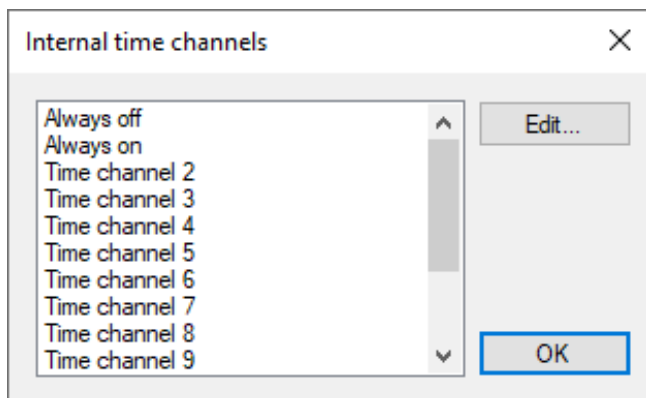 Internal time channels
Always off
Edit...
Always on
Time channel 2
Time channel 3
Time channel 4
Time channel 5
Time channel 6
Time channel 7
Time channel 8
Time channel 9
OK